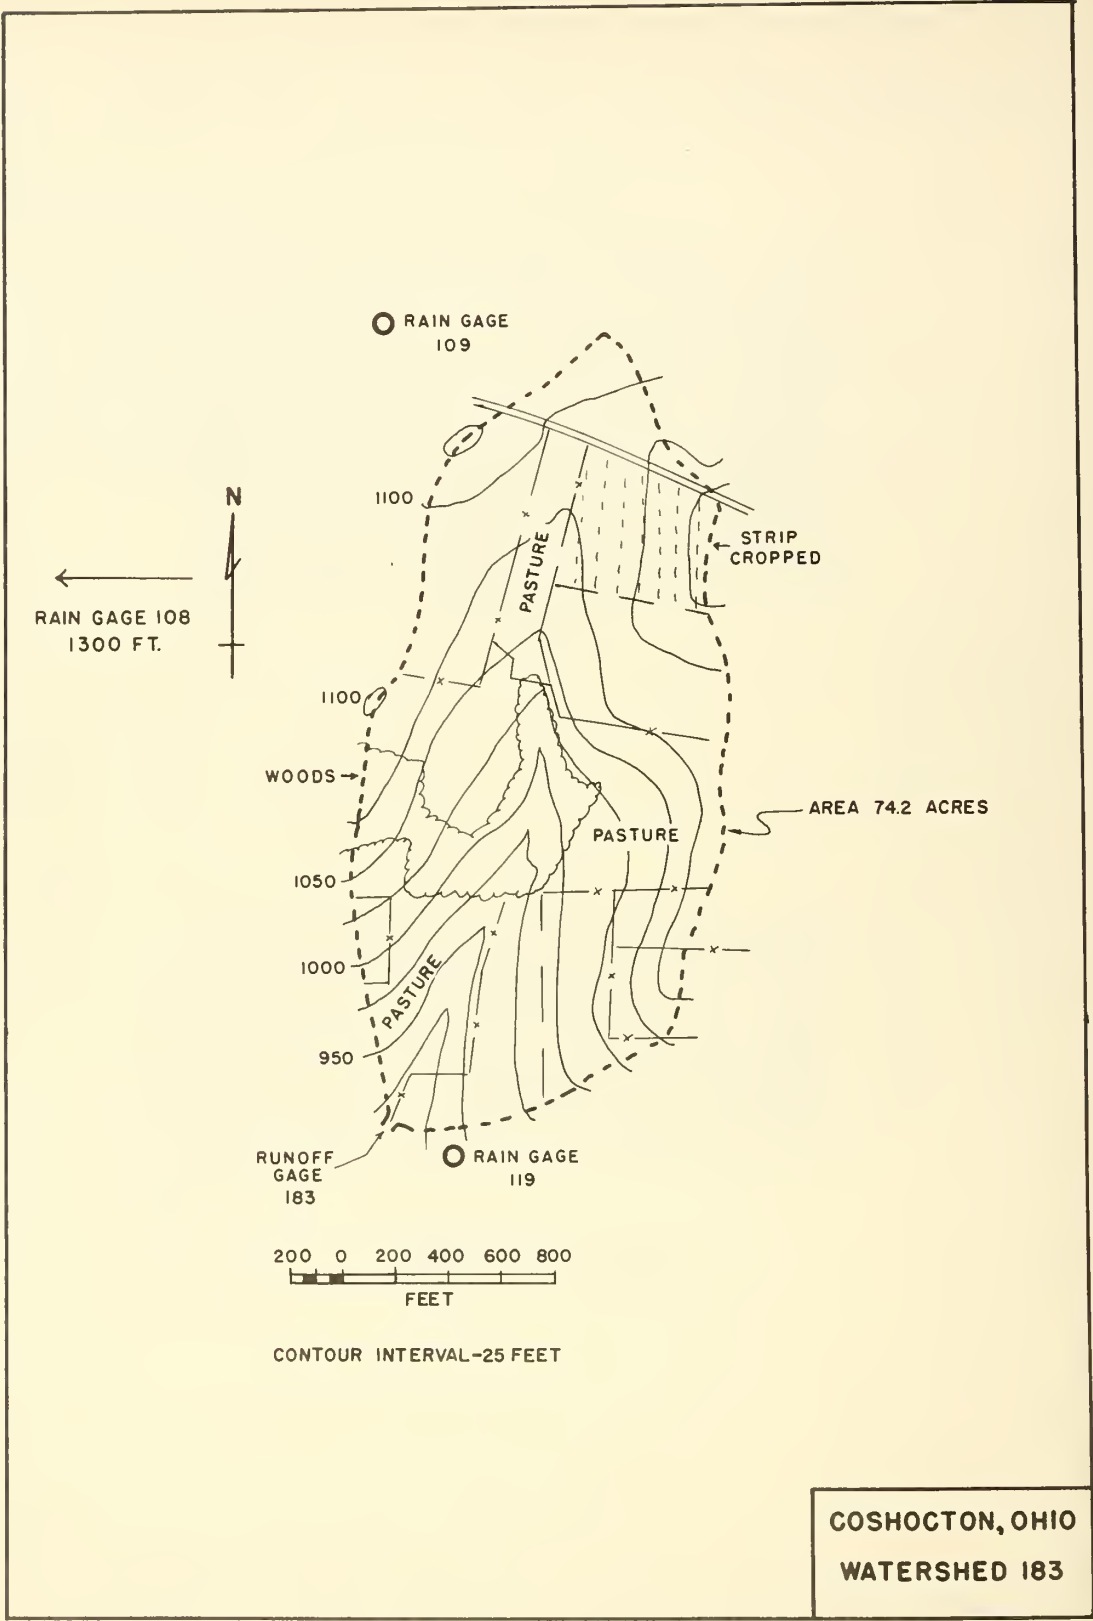 RAIN GAGE
109
1100
N
STRIP
CROPPED
PASTURE
RAIN GAGE 108
1300 FT.
1100
WOODS
AREA 74.2 ACRES
PASTURE
1050
1000
PASTURE
950
RUNOFF
GAGE
183
RAIN GAGE
119
200 0 200 400 600 800
FEET
CONTOUR INTERVAL-25 FEET
COSHOCTON, OHIO
WATERSHED 183